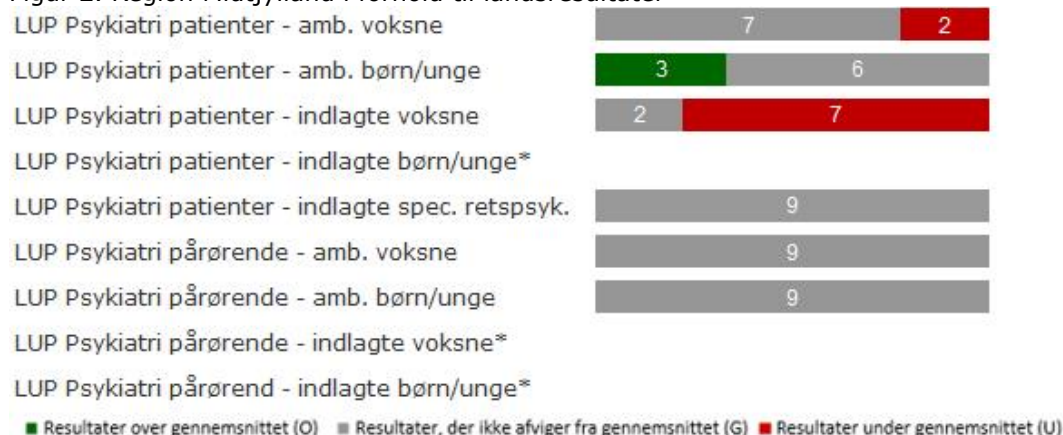 LUP Psykiatri patienter - amb. voksne 7 2
LUP Psykiatri patienter - amb. børn/unge 3 6
LUP Psykiatri patienter - indlagte voksne 2 7
LUP Psykiatri patienter - indlagte børn/unge*
LUP Psykiatri patienter - indlagte spec. retspsyk. 9
LUP Psykiatri pårørende - amb. voksne 9
LUP Psykiatri pårørende - amb. børn/unge 9
LUP Psykiatri pårørende - indlagte voksne*
LUP Psykiatri pårørend - indlagte børn/unge*
Resultater over gennemsnittet (O) Resultater, der ikke afviger fra gennemsnittet (G) Resultater under gennemsnittet (U)